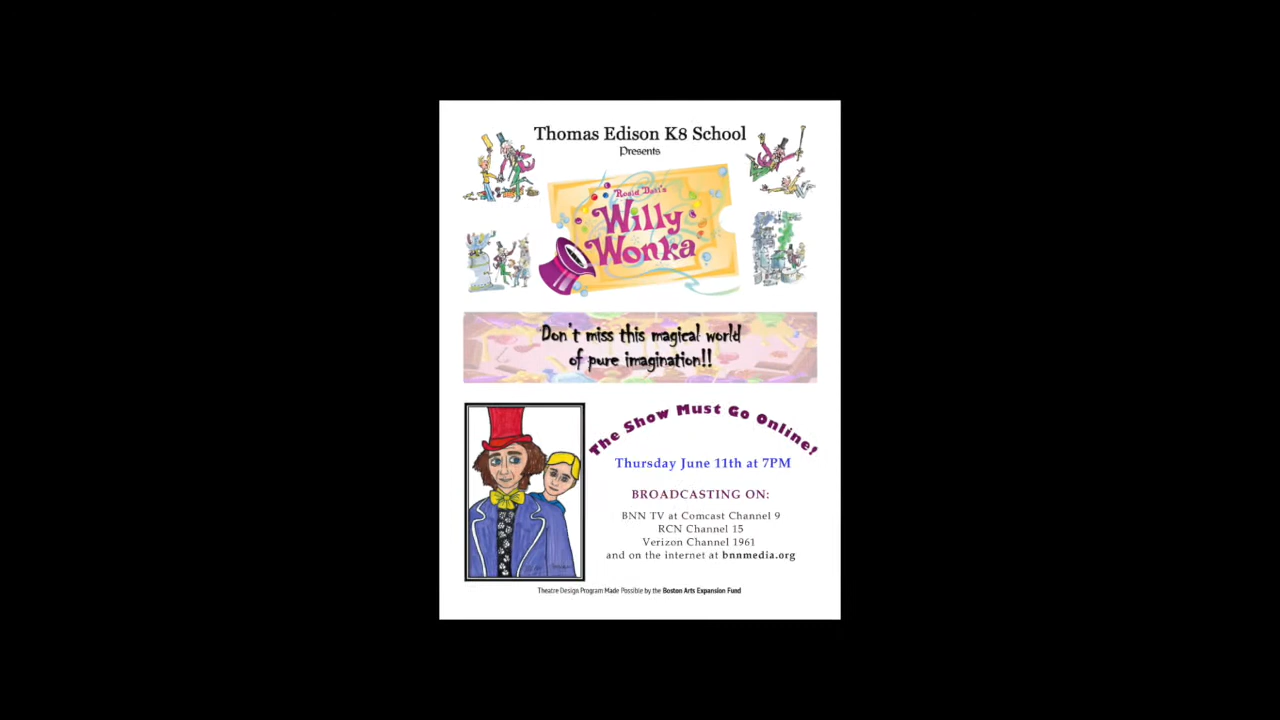 Thomas Edison K8 School
Presents
Roald Dahl's
Willy
Wonka
Don't miss this magical world
of pure imagination!!
The Show Must Go Online!
Thursday June 11th at 7PM
BROADCASTING ON:
BNN TV at Comcast Channel 9
RCN Channel 15
Verizon Channel 1961
and on the internet at bnnmedia.org
Theatre Design Program Made Possible by the Boston Arts Expansion Fund